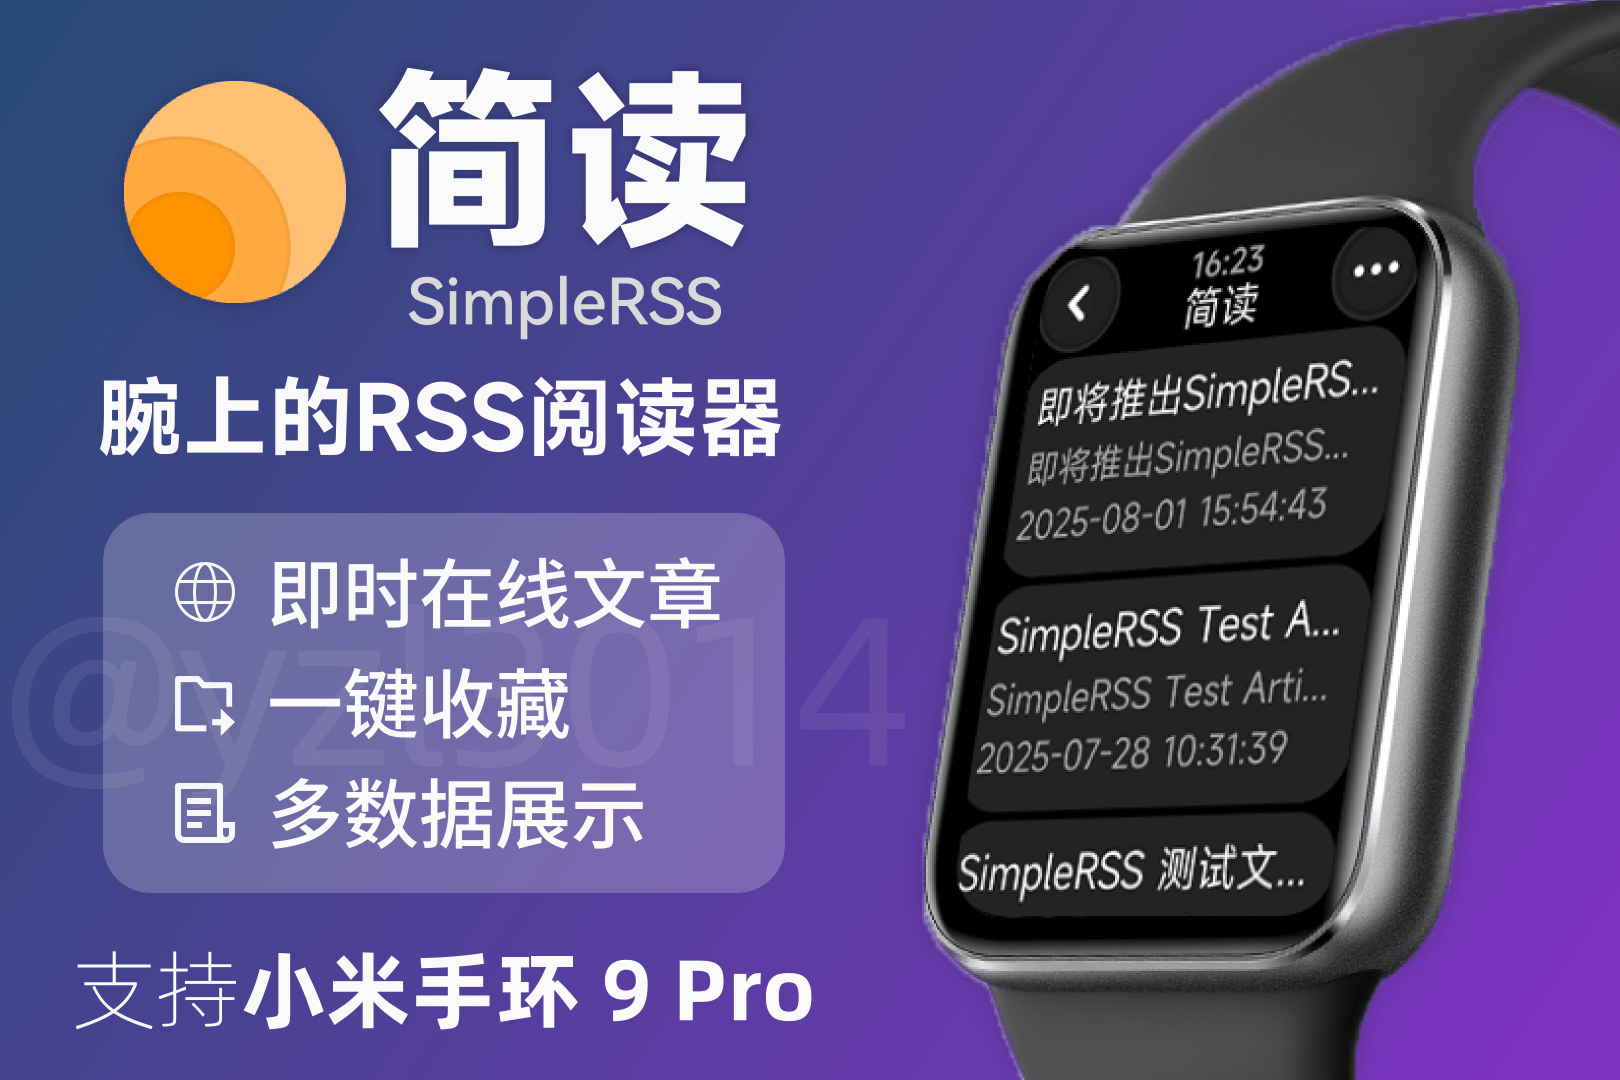 简读
SimpleRSS
腕上的RSS阅读器
即时在线文章
一键收藏
多数据展示
@yzl3014
支持小米手环 9 Pro
16:23
简读
即将推出SimpleRS...
即将推出SimpleRSS...
2025-08-01 15:54:43
SimpleRSS Test A...
SimpleRSS Test Arti...
2025-07-28 10:31:39
SimpleRSS 测试文...